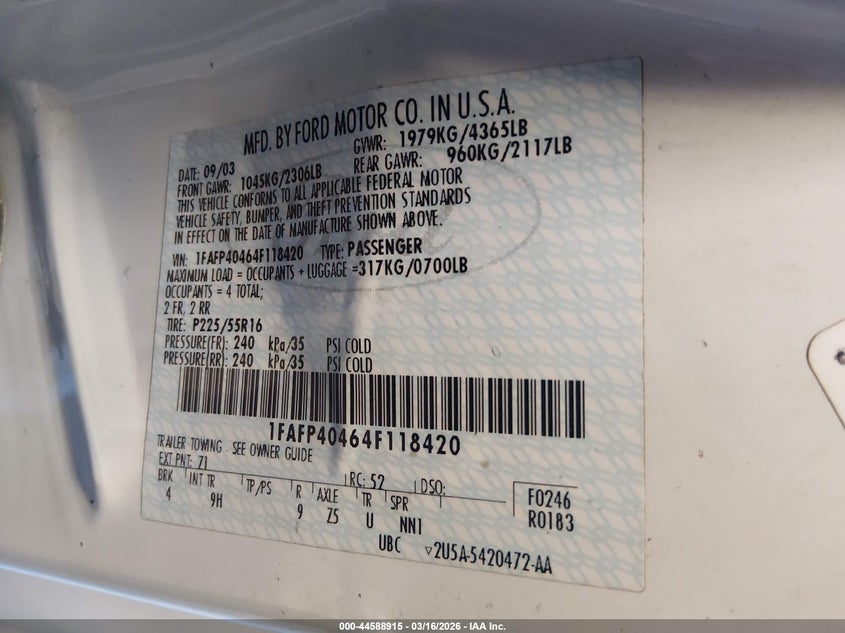 MFD. BY FORD MOTOR CO. IN U.S.A.
DATE: 09/03 GVWR: 1979KG/4365LB
FRONT GAWR: 1045KG/2306LB REAR GAWR: 960KG/2117LB
THIS VEHICLE CONFORMS TO ALL APPLICABLE FEDERAL MOTOR
VEHICLE SAFETY, BUMPER, AND THEFT PREVENTION STANDARDS
IN EFFECT ON THE DATE OF MANUFACTURE SHOWN ABOVE.
VIN: 1FAFP40464F118420 TYPE: PASSENGER
MAXIMUM LOAD = OCCUPANTS + LUGGAGE =317KG/0700LB
OCCUPANTS = 4 TOTAL;
2 FR, 2 RR
TIRE: P225/55R16
PRESSURE(FR): 240 kPa/35 PSI COLD
PRESSURE(RR): 240 kPa/35 PSI COLD
1FAFP40464F118420
TRAILER TOWING - SEE OWNER GUIDE
EXT PNT: 71 RC: 52 DSO:
BRK INT TR TP/PS R AXLE TR SPR
4 9H 9 Z5 U NN1
F0246
R0183
UBC ▽2U5A-5420472-AA
000-44588915 - 03/16/2026 - IAA Inc.